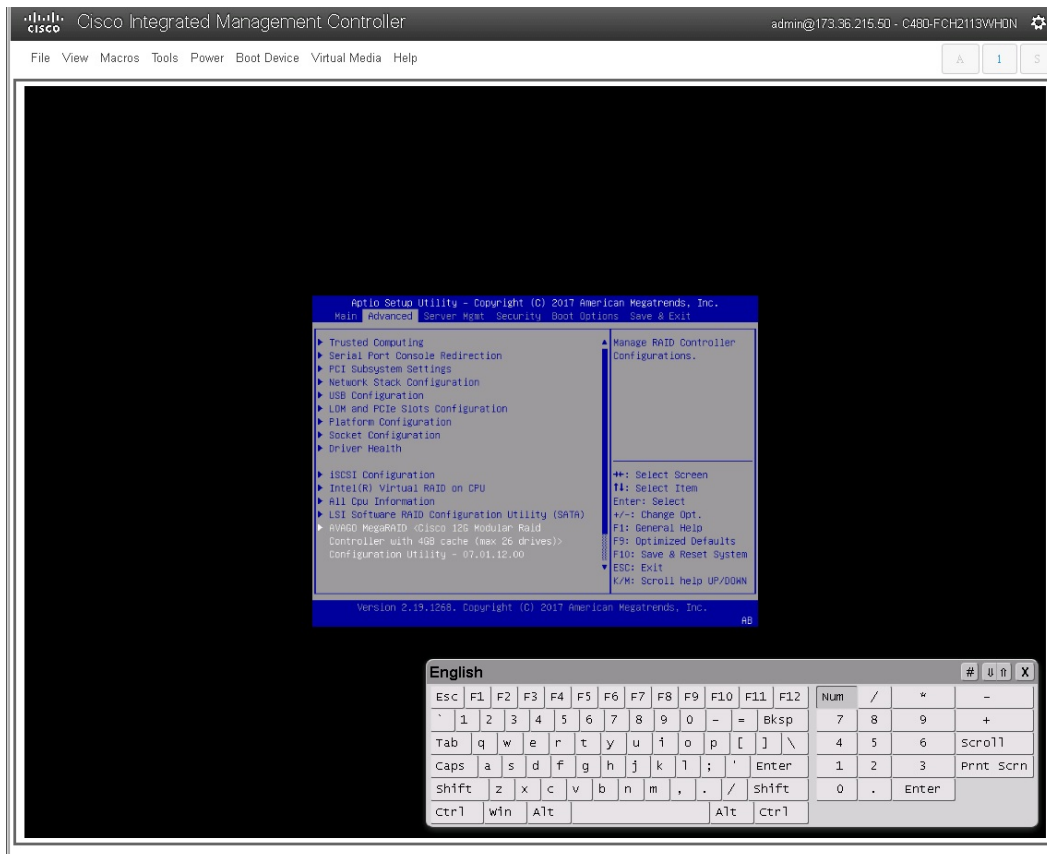 cisco Cisco Integrated Management Controller admin@173.36.215.50 - C480-FCH2113WH0N
File View Macros Tools Power Boot Device Virtual Media Help A 1 S
Aptio Setup Utility - Copyright (C) 2017 American Megatrends, Inc.
Main Advanced Server Mgmt Security Boot Options Save & Exit
Trusted Computing
Serial Port Console Redirection
PCI Subsystem Settings
Network Stack Configuration
USB Configuration
LOM and PCIe Slots Configuration
Platform Configuration
Socket Configuration
Driver Health
iSCSI Configuration
Intel(R) Virtual RAID on CPU
All Cpu Information
LSI Software RAID Configuration Utility (SATA)
AVAGO MegaRAID <Cisco 12G Modular Raid
Controller with 4GB cache (max 26 drives)>
Configuration Utility - 07.01.12.00
Manage RAID Controller
Configurations.
→←: Select Screen
↑↓: Select Item
Enter: Select
+/-: Change Opt.
F1: General Help
F9: Optimized Defaults
F10: Save & Reset System
ESC: Exit
K/M: Scroll help UP/DOWN
Version 2.19.1268. Copyright (C) 2017 American Megatrends, Inc.
AB
English # ⇓⇑ X
Esc F1 F2 F3 F4 F5 F6 F7 F8 F9 F10 F11 F12 Num / * -
` 1 2 3 4 5 6 7 8 9 0 - = Bksp 7 8 9 +
Tab q w e r t y u i o p [ ] \ 4 5 6 Scroll
Caps a s d f g h j k l ; ' Enter 1 2 3 Prnt Scrn
Shift z x c v b n m , . / Shift 0 . Enter
Ctrl Win Alt Alt Ctrl